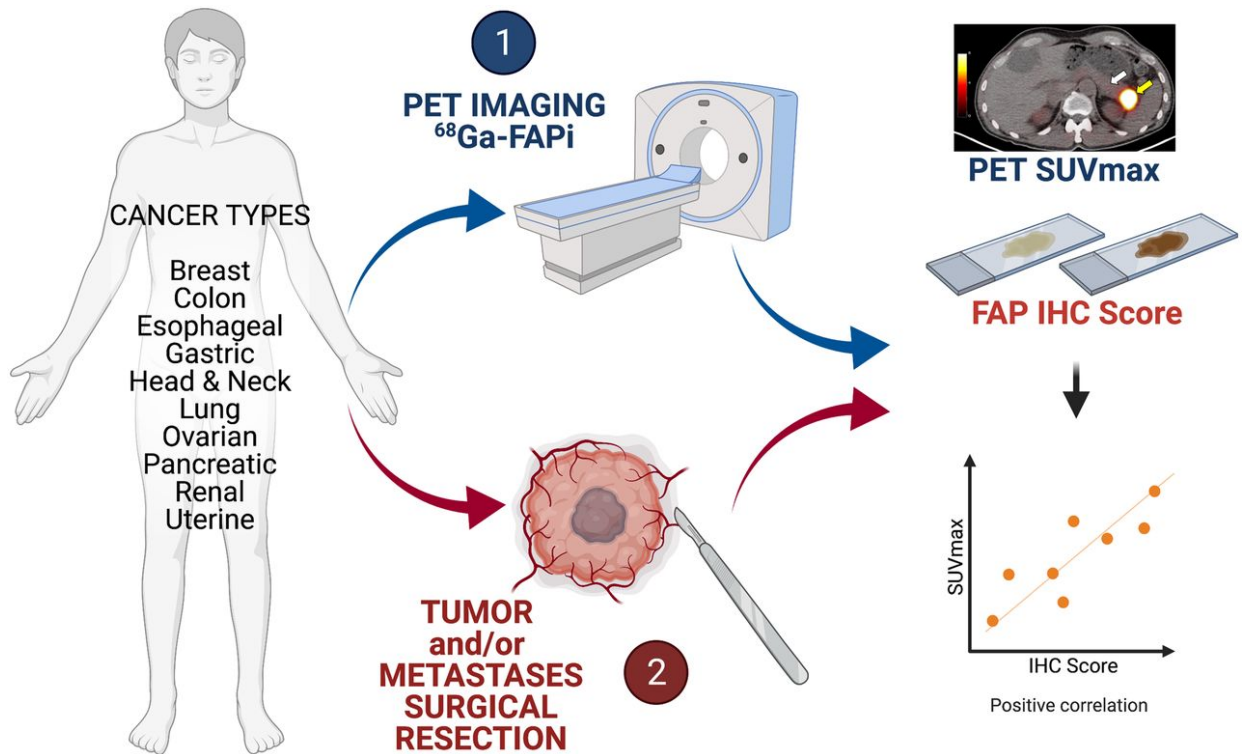 CANCER TYPES
Breast
Colon
Esophageal
Gastric
Head & Neck
Lung
Ovarian
Pancreatic
Renal
Uterine
1
PET IMAGING
⁶⁸Ga-FAPi
TUMOR
and/or
METASTASES
SURGICAL
RESECTION
2
PET SUVmax
FAP IHC Score
SUVmax
IHC Score
Positive correlation